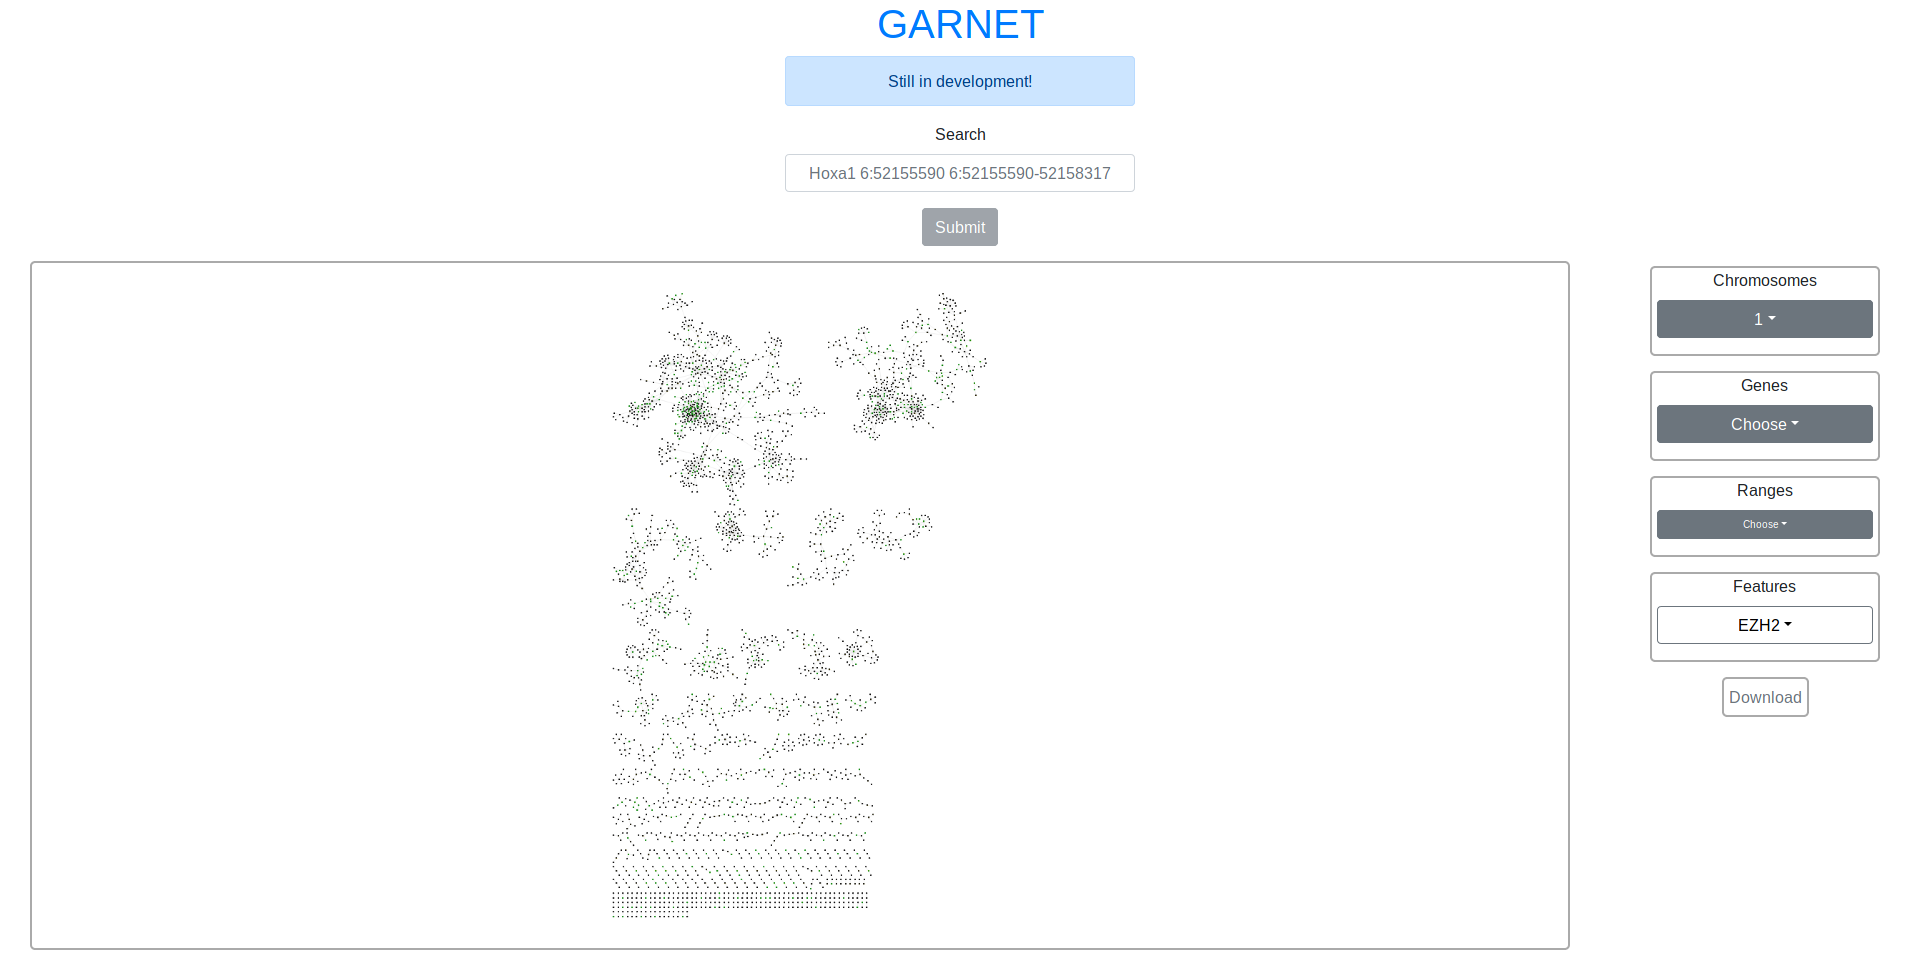 GARNET
Still in development!
Search
Hoxa1 6:52155590 6:52155590-52158317
Submit
Chromosomes
1
Genes
Choose
Ranges
Choose
Features
EZH2
Download